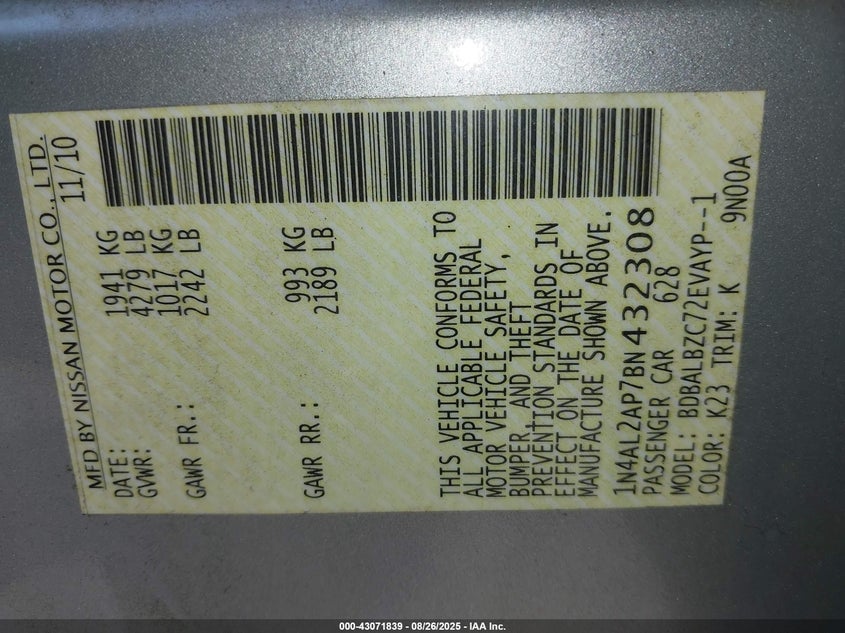 MFD BY NISSAN MOTOR CO., LTD.
DATE: 11/10
GVWR: 1941 KG
4279 LB
GAWR FR.: 1017 KG
2242 LB
GAWR RR.: 993 KG
2189 LB
THIS VEHICLE CONFORMS TO
ALL APPLICABLE FEDERAL
MOTOR VEHICLE SAFETY,
BUMPER, AND THEFT
PREVENTION STANDARDS IN
EFFECT ON THE DATE OF
MANUFACTURE SHOWN ABOVE.
1N4AL2AP7BN432308
PASSENGER CAR 628
MODEL: BDBALBZC72EVAYP--1
COLOR: K23 TRIM: K 9N00A
000-43071839 - 08/26/2025 - IAA Inc.